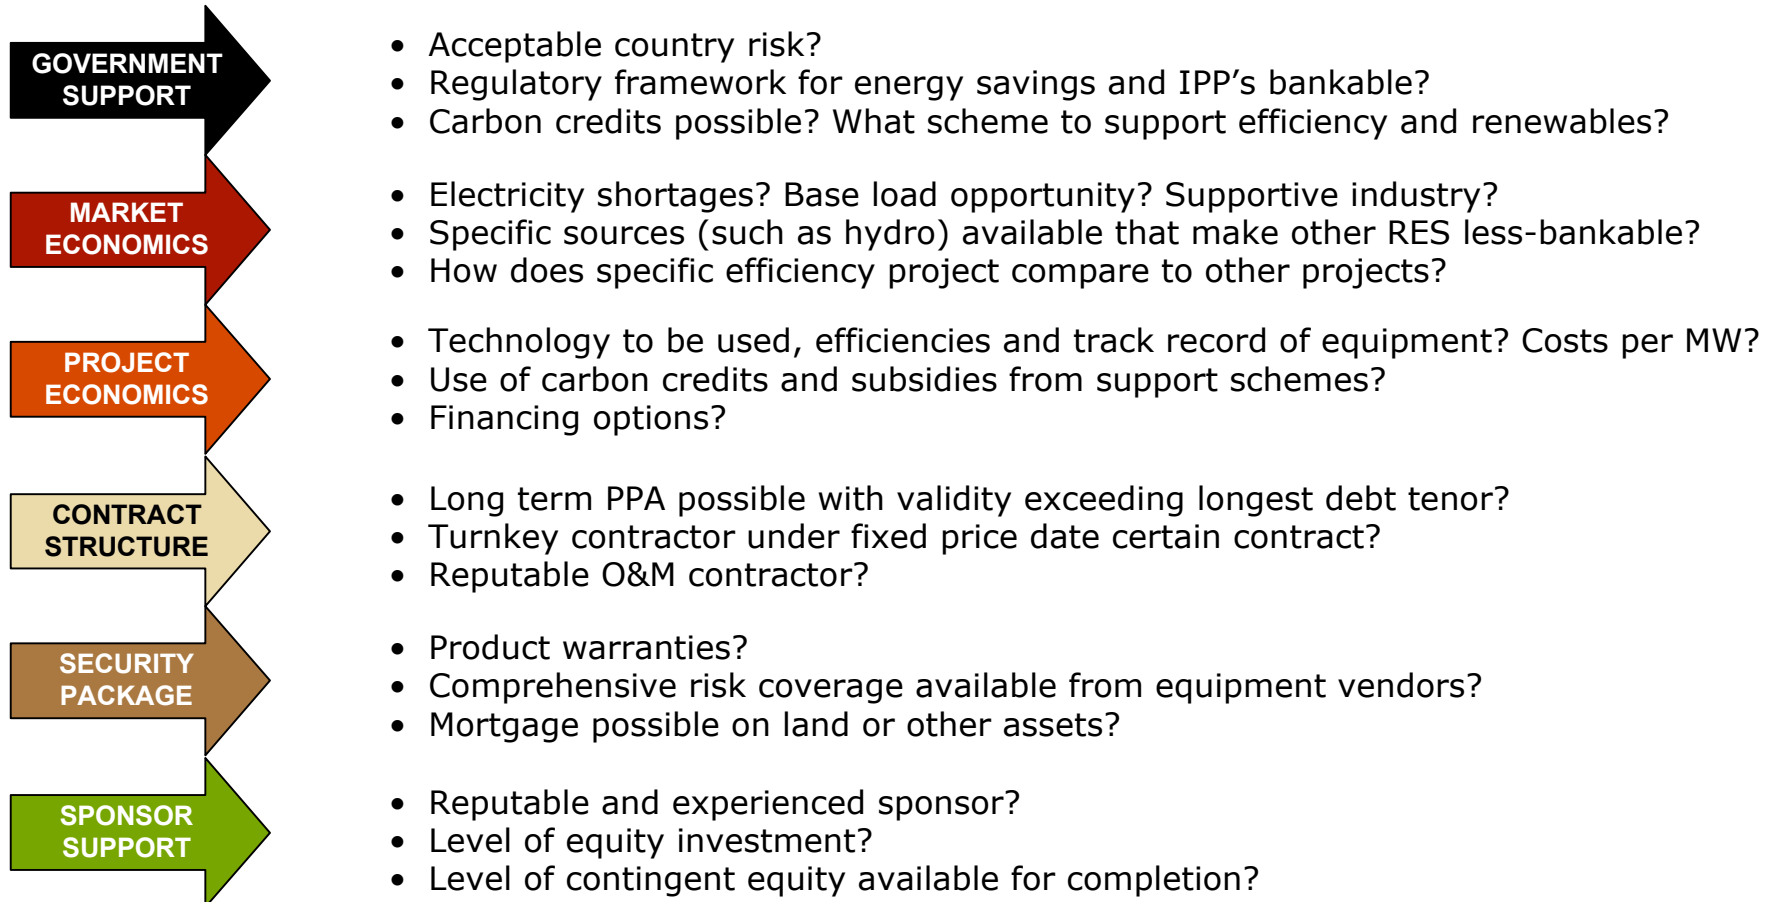 GOVERNMENT
SUPPORT
• Acceptable country risk?
• Regulatory framework for energy savings and IPP's bankable?
• Carbon credits possible? What scheme to support efficiency and renewables?
MARKET
ECONOMICS
• Electricity shortages? Base load opportunity? Supportive industry?
• Specific sources (such as hydro) available that make other RES less-bankable?
• How does specific efficiency project compare to other projects?
PROJECT
ECONOMICS
• Technology to be used, efficiencies and track record of equipment? Costs per MW?
• Use of carbon credits and subsidies from support schemes?
• Financing options?
CONTRACT
STRUCTURE
• Long term PPA possible with validity exceeding longest debt tenor?
• Turnkey contractor under fixed price date certain contract?
• Reputable O&M contractor?
SECURITY
PACKAGE
• Product warranties?
• Comprehensive risk coverage available from equipment vendors?
• Mortgage possible on land or other assets?
SPONSOR
SUPPORT
• Reputable and experienced sponsor?
• Level of equity investment?
• Level of contingent equity available for completion?